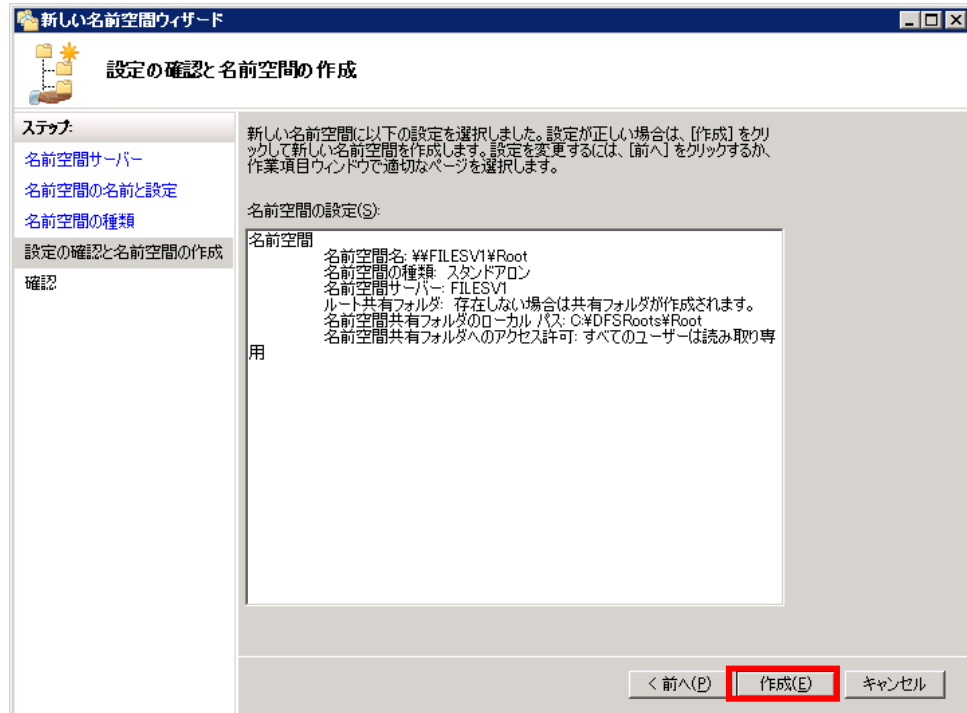 新しい名前空間ウィザード
設定の確認と名前空間の作成
ステップ:
名前空間サーバー
名前空間の名前と設定
名前空間の種類
設定の確認と名前空間の作成
確認
新しい名前空間に以下の設定を選択しました。設定が正しい場合は、[作成] をクリ
ックして新しい名前空間を作成します。設定を変更するには、[前へ] をクリックするか、
作業項目ウィンドウで適切なページを選択します。
名前空間の設定(S):
名前空間
名前空間名: ¥¥FILESV1¥Root
名前空間の種類: スタンドアロン
名前空間サーバー: FILESV1
ルート共有フォルダ: 存在しない場合は共有フォルダが作成されます。
名前空間共有フォルダのローカル パス: C:¥DFSRoots¥Root
名前空間共有フォルダへのアクセス許可: すべてのユーザーは読み取り専
用
< 前へ(P)
作成(E)
キャンセル